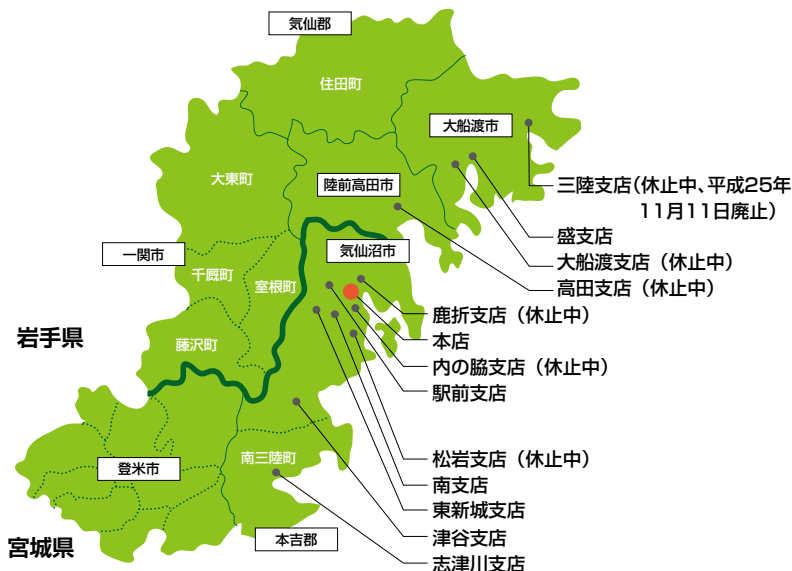 気仙郡
住田町
大船渡市
大東町
陸前高田市
三陸支店(休止中、平成25年
11月11日廃止)
盛支店
大船渡支店（休止中）
高田支店（休止中）
一関市
気仙沼市
千厩町
室根町
鹿折支店（休止中）
本店
岩手県
藤沢町
内の脇支店（休止中）
駅前支店
松岩支店（休止中）
南三陸町
登米市
南支店
東新城支店
津谷支店
本吉郡
宮城県
志津川支店